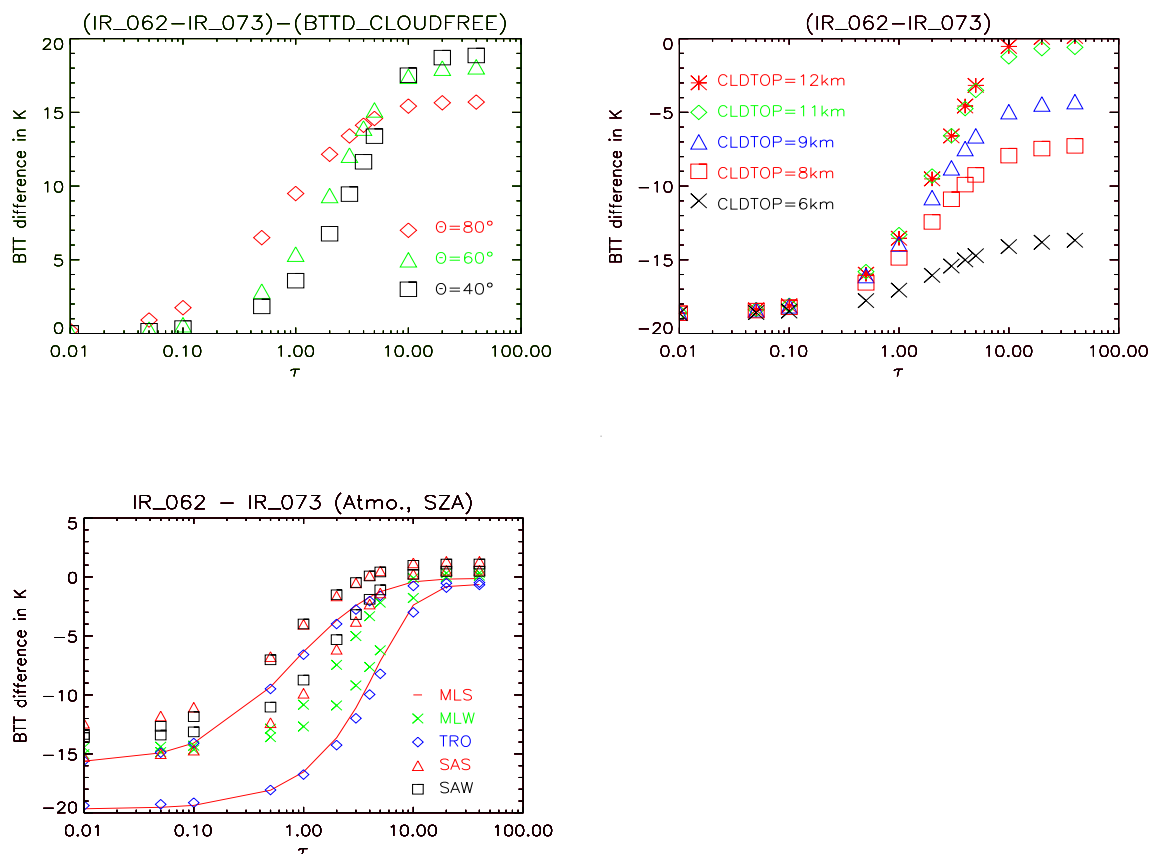 (IR_062−IR_073)−(BTTD_CLOUDFREE)
BTT difference in K
20
15
10
5
0
Θ=80°
Θ=60°
Θ=40°
0.01 0.10 1.00 10.00 100.00
τ
(IR_062−IR_073)
BTT difference in K
0
−5
−10
−15
−20
CLDTOP=12km
CLDTOP=11km
CLDTOP=9km
CLDTOP=8km
CLDTOP=6km
0.01 0.10 1.00 10.00 100.00
τ
IR_062 − IR_073 (Atmo., SZA)
BTT difference in K
5
0
−5
−10
−15
−20
MLS
MLW
TRO
SAS
SAW
0.01 0.10 1.00 10.00 100.00
τ